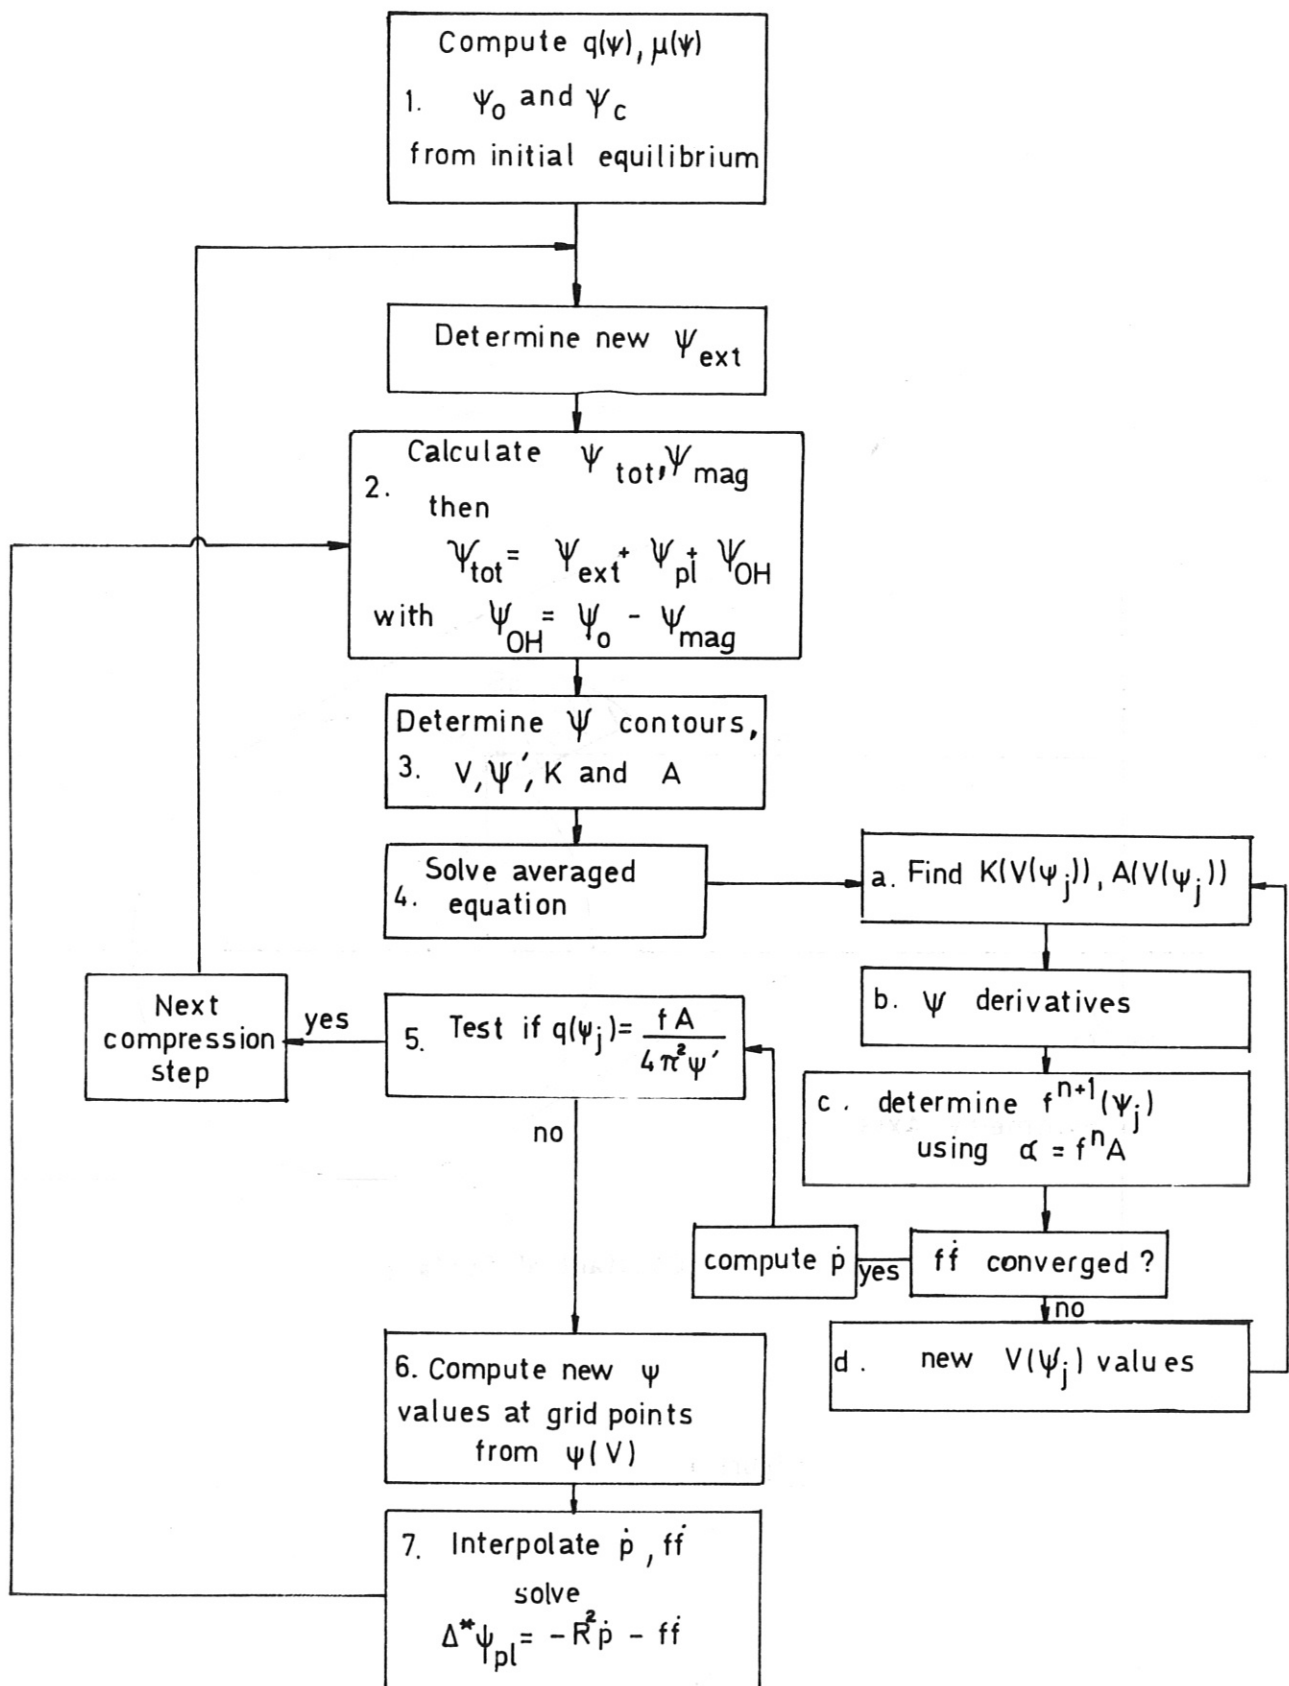 Compute q(ψ), μ(ψ)
1. ψo and ψc
from initial equilibrium
Determine new ψext
Calculate ψtot, ψmag
2.
then
ψtot = ψext + ψpl + ψOH
with ψOH = ψo - ψmag
Determine ψ contours,
3. V, ψ', K and A
Solve averaged
4. equation
a. Find K(V(ψj)), A(V(ψj))
b. ψ derivatives
c. determine f^n+1(ψj)
using α = f^n A
fḟ converged ?
yes
compute ṗ
no
d. new V(ψj) values
5. Test if q(ψj) = fA / 4π²ψ'
yes
Next
compression
step
no
6. Compute new ψ
values at grid points
from ψ(V)
7. Interpolate ṗ, fḟ
solve
Δ*ψpl = -R²ṗ - fḟ